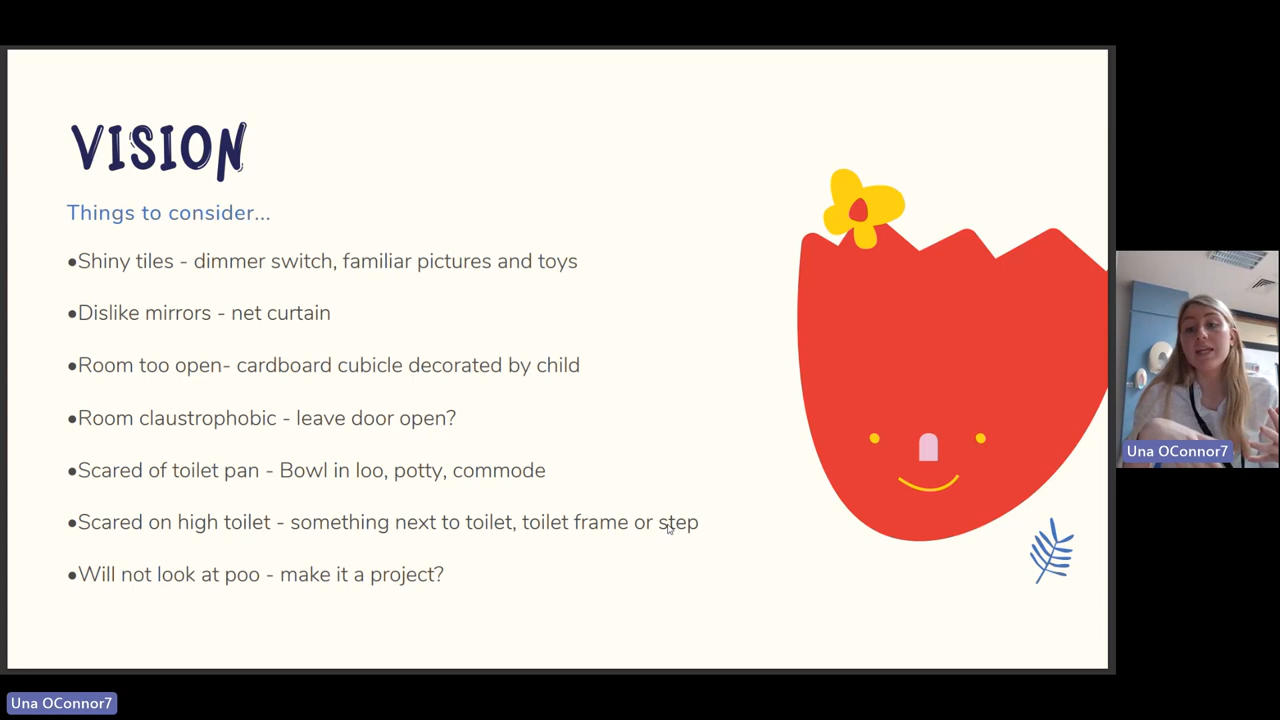 VISION
Things to consider...
•Shiny tiles - dimmer switch, familiar pictures and toys
•Dislike mirrors - net curtain
•Room too open- cardboard cubicle decorated by child
•Room claustrophobic - leave door open?
•Scared of toilet pan - Bowl in loo, potty, commode
•Scared on high toilet - something next to toilet, toilet frame or step
•Will not look at poo - make it a project?
Una OConnor7
Una OConnor7